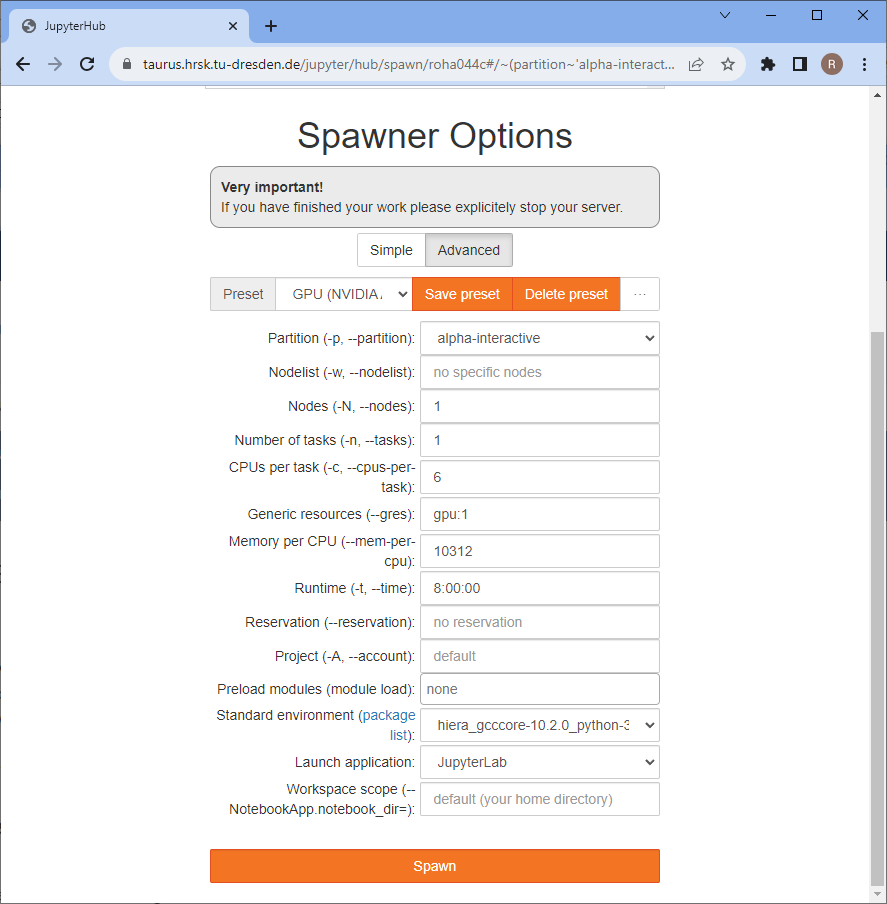 JupyterHub
taurus.hrsk.tu-dresden.de/jupyter/hub/spawn/roha044c#/~(partition~'alpha-interact...
R
Spawner Options
Very important!
If you have finished your work please explicitely stop your server.
Simple Advanced
Preset GPU (NVIDIA Save preset Delete preset ...
Partition (-p, --partition): alpha-interactive
Nodelist (-w, --nodelist): no specific nodes
Nodes (-N, --nodes): 1
Number of tasks (-n, --tasks): 1
CPUs per task (-c, --cpus-per-
task): 6
Generic resources (--gres): gpu:1
Memory per CPU (--mem-per-
cpu): 10312
Runtime (-t, --time): 8:00:00
Reservation (--reservation): no reservation
Project (-A, --account): default
Preload modules (module load): none
Standard environment (package
list): hiera_gcccore-10.2.0_python-3
Launch application: JupyterLab
Workspace scope (--
NotebookApp.notebook_dir=): default (your home directory)
Spawn